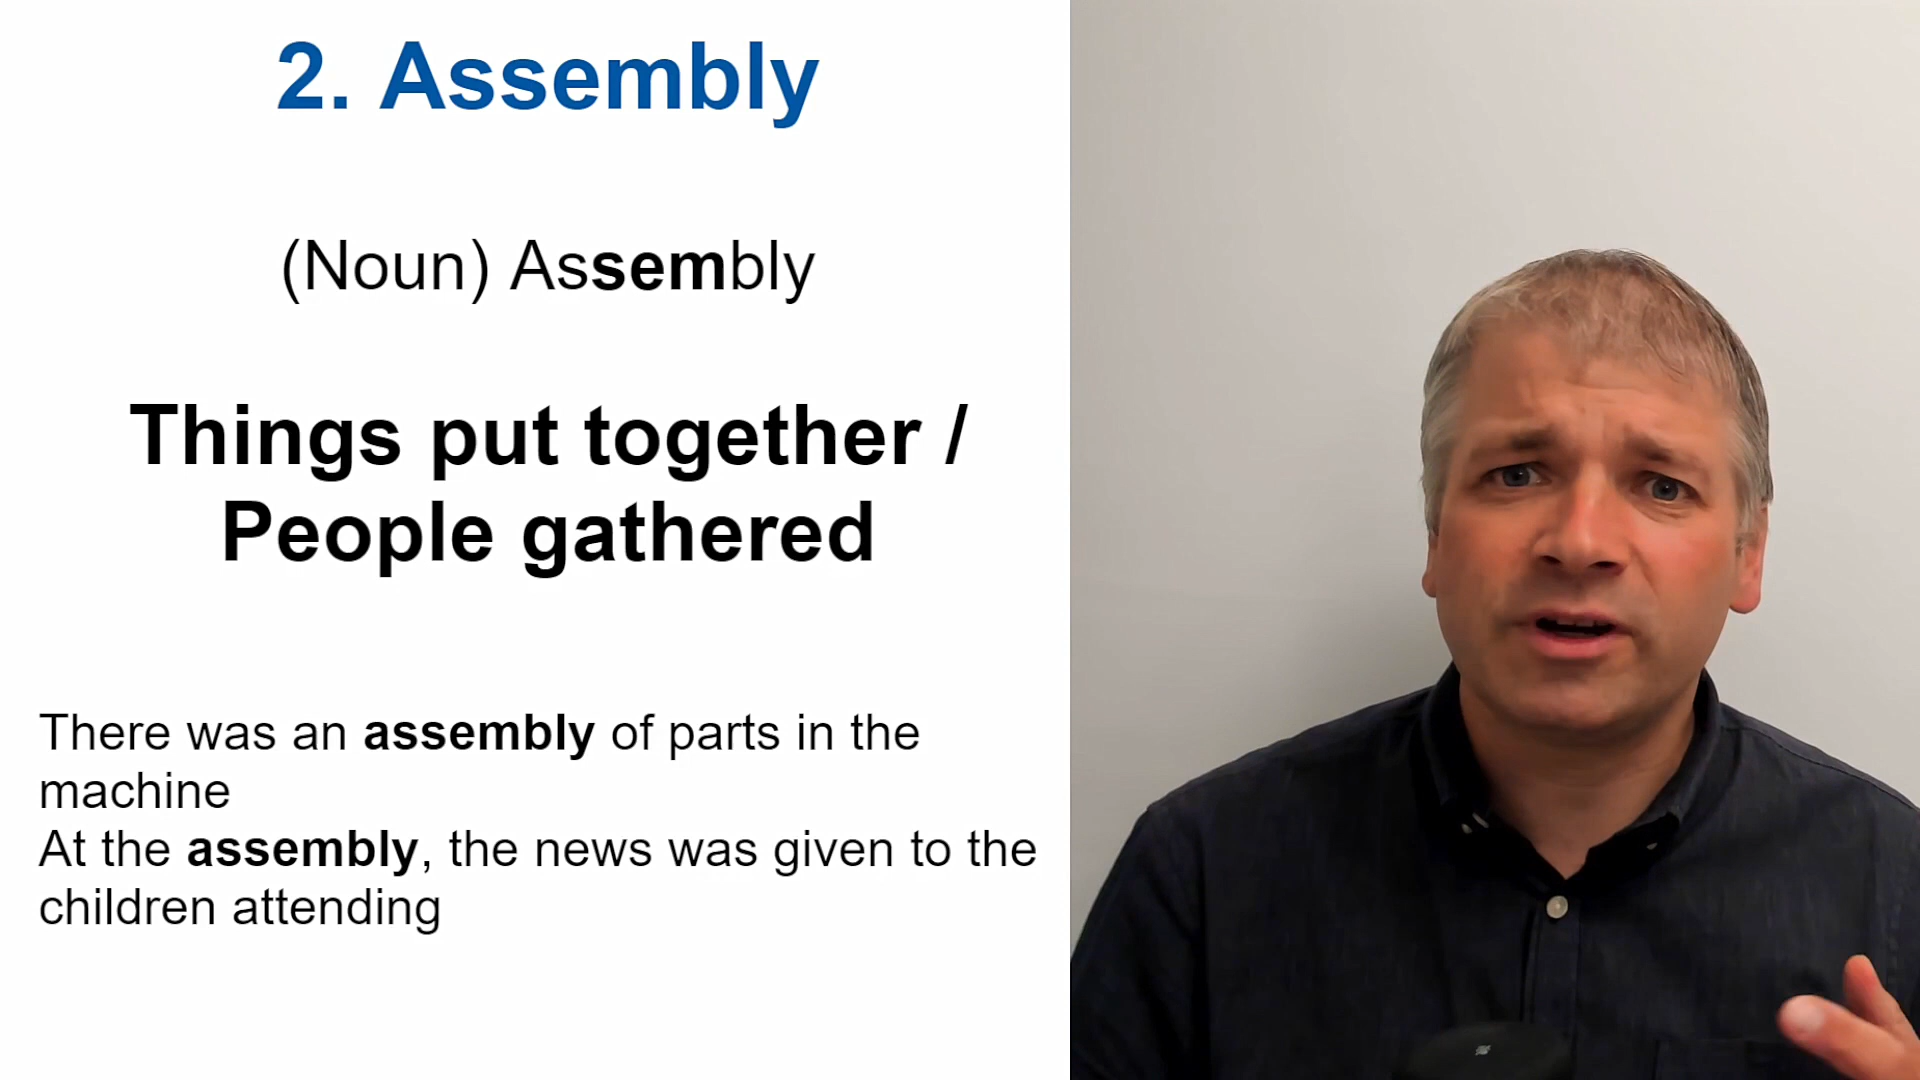 2. Assembly
(Noun) Assembly
Things put together /
People gathered
There was an assembly of parts in the
machine
At the assembly, the news was given to the
children attending